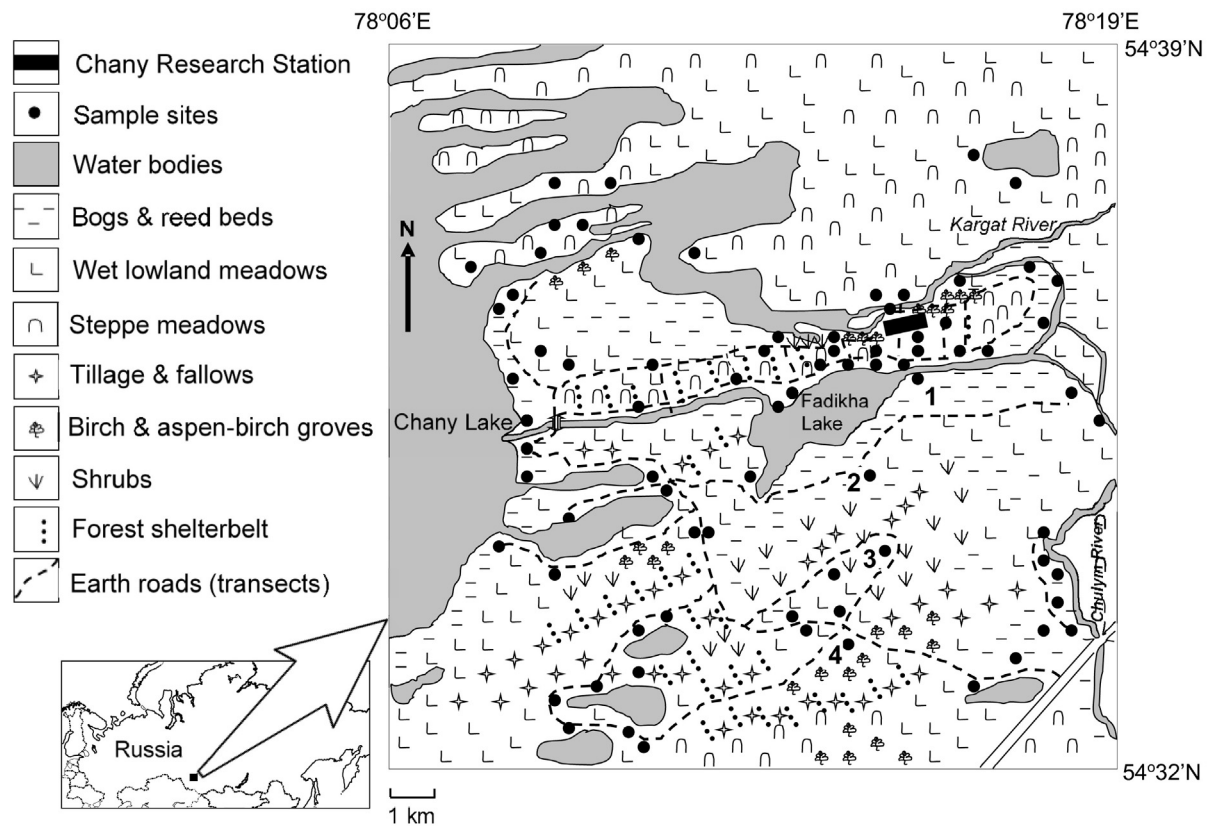 78°06'E
78°19'E
54°39'N
Chany Research Station
Sample sites
Water bodies
Bogs & reed beds
Wet lowland meadows
Steppe meadows
Tillage & fallows
Birch & aspen-birch groves
Shrubs
Forest shelterbelt
Earth roads (transects)
N
Kargat River
Chany Lake
Fadikha
Lake
1
2
3
4
Chulym River
Russia
54°32'N
1 km